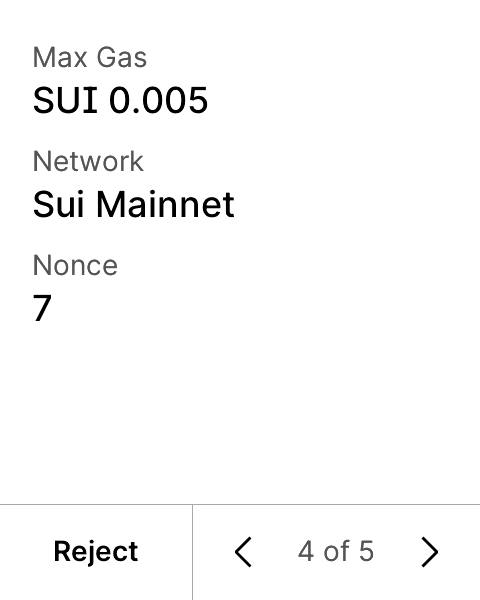 Max Gas
SUI 0.005
Network
Sui Mainnet
Nonce
7
Reject
4 of 5